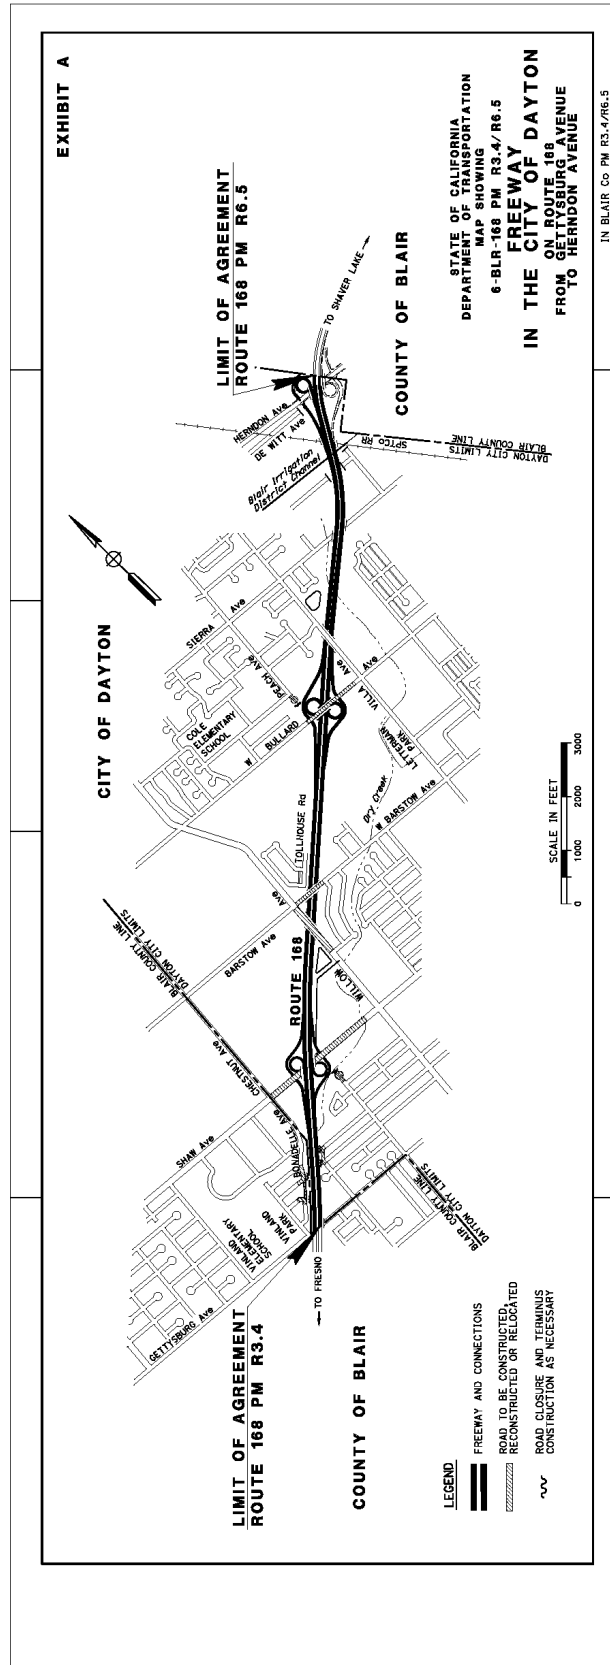 EXHIBIT A
STATE OF CALIFORNIA
DEPARTMENT OF TRANSPORTATION
MAP SHOWING
6-BLR-168 PM R3.4/R6.5
FREEWAY
IN THE CITY OF DAYTON
ON ROUTE 168
FROM GETTYSBURG AVENUE
TO HERNDON AVENUE
IN BLAIR Co PM R3.4/R6.5
LIMIT OF AGREEMENT
ROUTE 168 PM R6.5
TO SHAVER LAKE
COUNTY OF BLAIR
HERNDON Ave
DE WITT Ave
Blair Irrigation
District Channel
SPTCo RR
DAYTON CITY LIMITS
BLAIR COUNTY LINE
CITY OF DAYTON
SIERRA Ave
PEACH Ave
COLE
ELEMENTARY
SCHOOL
W BULLARD Ave
VILLA Ave
LETTERMAN
PARK
Dry Creek
W BARSTOW Ave
TOLLHOUSE Rd
BARSTOW Ave
WILLOW Ave
ROUTE 168
BLAIR COUNTY LINE
DAYTON CITY LIMITS
CHESTNUT Ave
SHAW Ave
BONADELLE Ave
VINLAND
PARK
VINLAND
ELEMENTARY
SCHOOL
GETTYSBURG Ave
BLAIR COUNTY LINE
DAYTON CITY LIMITS
TO FRESNO
LIMIT OF AGREEMENT
ROUTE 168 PM R3.4
COUNTY OF BLAIR
SCALE IN FEET
0 1000 2000 3000
LEGEND
FREEWAY AND CONNECTIONS
ROAD TO BE CONSTRUCTED,
RECONSTRUCTED OR RELOCATED
ROAD CLOSURE AND TERMINUS
CONSTRUCTION AS NECESSARY